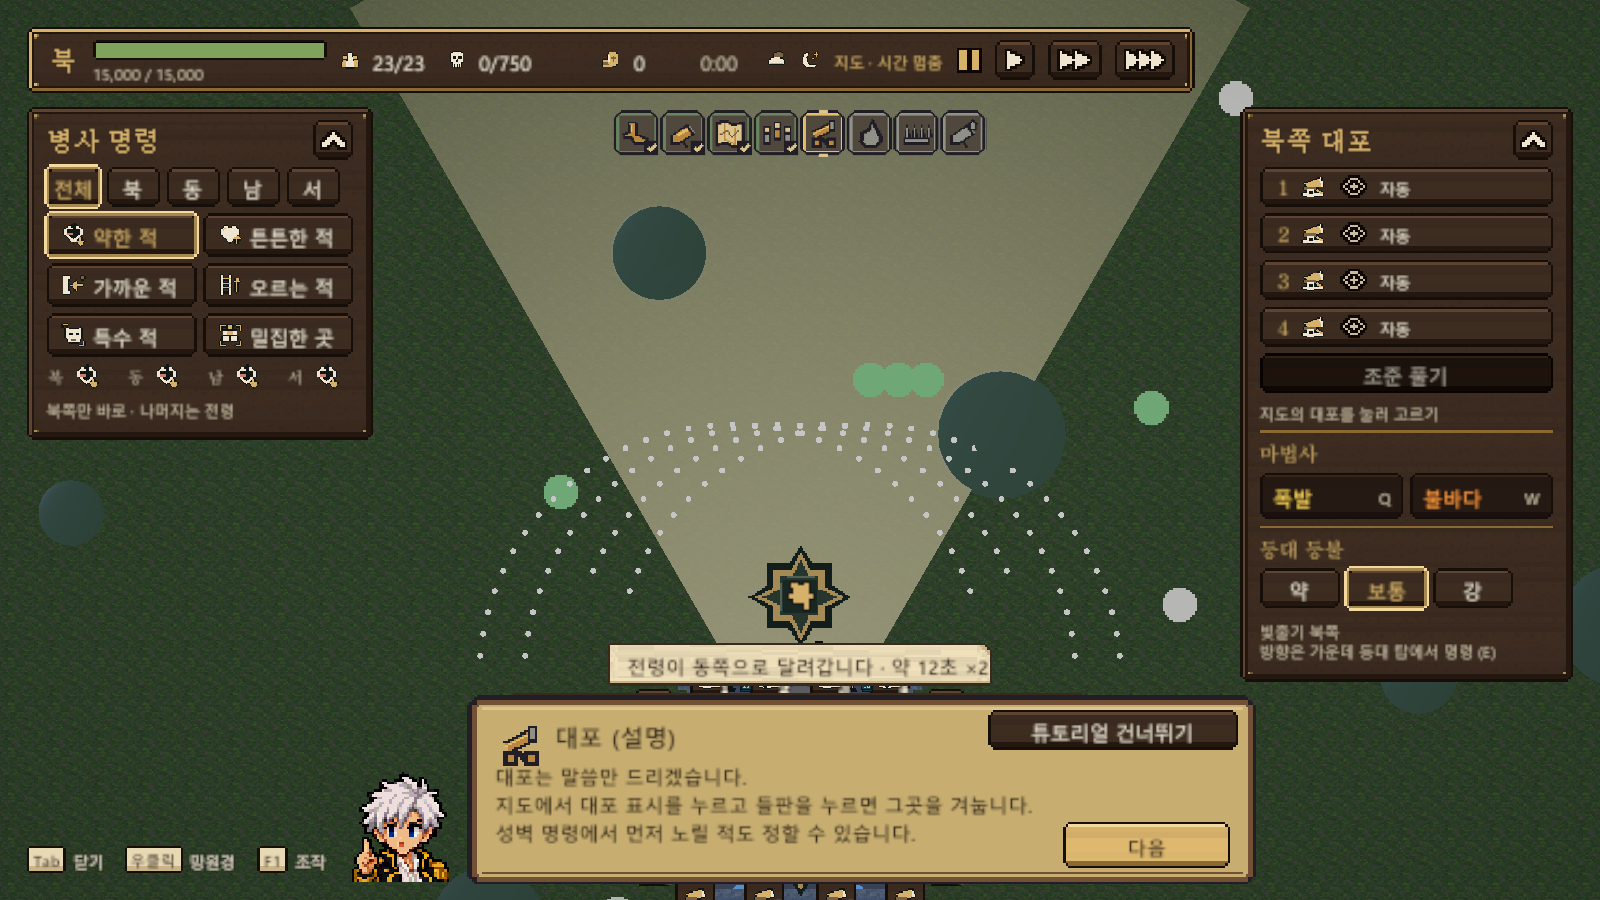 북
15,000 / 15,000
23/23
0/750
0
0:00
지도 · 시간 멈춤
병사 명령
전체
북
동
남
서
약한 적
튼튼한 적
가까운 적
오르는 적
특수 적
밀집한 곳
북
동
남
서
북쪽만 바로 · 나머지는 전령
북쪽 대포
1 자동
2 자동
3 자동
4 자동
조준 풀기
지도의 대포를 눌러 고르기
마법사
폭발 Q
불바다 W
등대 등불
약
보통
강
빛줄기 북쪽
방향은 가운데 등대 탑에서 명령 (E)
전령이 동쪽으로 달려갑니다 · 약 12초 ×2
대포 (설명)
튜토리얼 건너뛰기
대포는 말씀만 드리겠습니다.
지도에서 대포 표시를 누르고 들판을 누르면 그곳을 겨눕니다.
성벽 명령에서 먼저 노릴 적도 정할 수 있습니다.
다음
Tab 닫기
우클릭 망원경
F1 조작